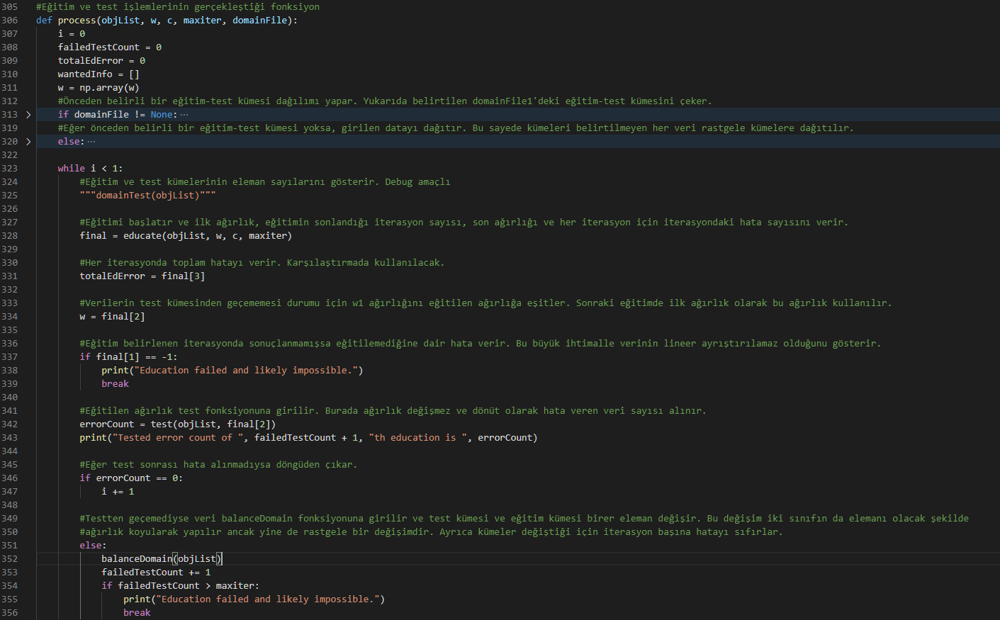 305 #Eğitim ve test işlemlerinin gerçekleştiği fonksiyon
306 def process(objList, w, c, maxiter, domainFile):
307     i = 0
308     failedTestCount = 0
309     totalEdError = 0
310     wantedInfo = []
311     w = np.array(w)
312     #Önceden belirli bir eğitim-test kümesi dağılımı yapar. Yukarıda belirtilen domainFile1'deki eğitim-test kümesini çeker.
313 >     if domainFile != None: ···
319     #Eğer önceden belirli bir eğitim-test kümesi yoksa, girilen datayı dağıtır. Bu sayede kümeleri belirtilmeyen her veri rastgele kümelere dağıtılır.
320 >     else: ···
322
323     while i < 1:
324         #Eğitim ve test kümelerinin eleman sayılarını gösterir. Debug amaçlı
325         """domainTest(objList)"""
326
327         #Eğitimi başlatır ve ilk ağırlık, eğitimin sonlandığı iterasyon sayısı, son ağırlığı ve her iterasyon için iterasyondaki hata sayısını verir.
328         final = educate(objList, w, c, maxiter)
329
330         #Her iterasyonda toplam hatayı verir. Karşılaştırmada kullanılacak.
331         totalEdError = final[3]
332
333         #Verilerin test kümesinden geçememesi durumu için w1 ağırlığını eğitilen ağırlığa eşitler. Sonraki eğitimde ilk ağırlık olarak bu ağırlık kullanılır.
334         w = final[2]
335
336         #Eğitim belirlenen iterasyonda sonuçlanmamışsa eğitilemediğine dair hata verir. Bu büyük ihtimalle verinin lineer ayrıştırılamaz olduğunu gösterir.
337         if final[1] == -1:
338             print("Education failed and likely impossible.")
339             break
340
341         #Eğitilen ağırlık test fonksiyonuna girilir. Burada ağırlık değişmez ve dönüt olarak hata veren veri sayısı alınır.
342         errorCount = test(objList, final[2])
343         print("Tested error count of ", failedTestCount + 1, "th education is ", errorCount)
344
345         #Eğer test sonrası hata alınmadıysa döngüden çıkar.
346         if errorCount == 0:
347             i += 1
348
349         #Testten geçemediyse veri balanceDomain fonksiyonuna girilir ve test kümesi ve eğitim kümesi birer eleman değişir. Bu değişim iki sınıfın da elemanı olacak şekilde
350         #ağırlık koyularak yapılır ancak yine de rastgele bir değişimdir. Ayrıca kümeler değiştiği için iterasyon başına hatayı sıfırlar.
351         else:
352             balanceDomain(objList)
353             failedTestCount += 1
354             if failedTestCount > maxiter:
355                 print("Education failed and likely impossible.")
356                 break